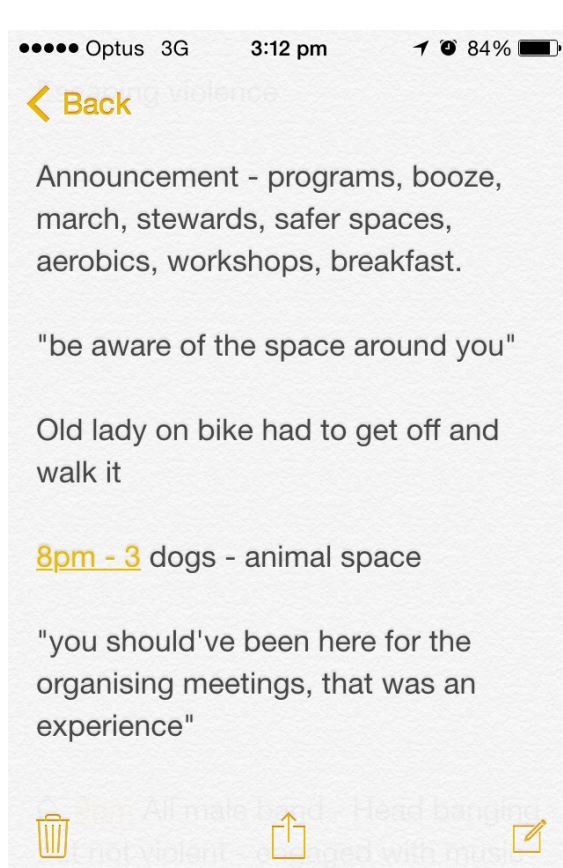 Optus 3G 3:12 pm 84%
escaping violence
Back
Announcement - programs, booze,
march, stewards, safer spaces,
aerobics, workshops, breakfast.
"be aware of the space around you"
Old lady on bike had to get off and
walk it
8pm - 3 dogs - animal space
"you should've been here for the
organising meetings, that was an
experience"
All male band - Head banging
but not violent - engaged with music